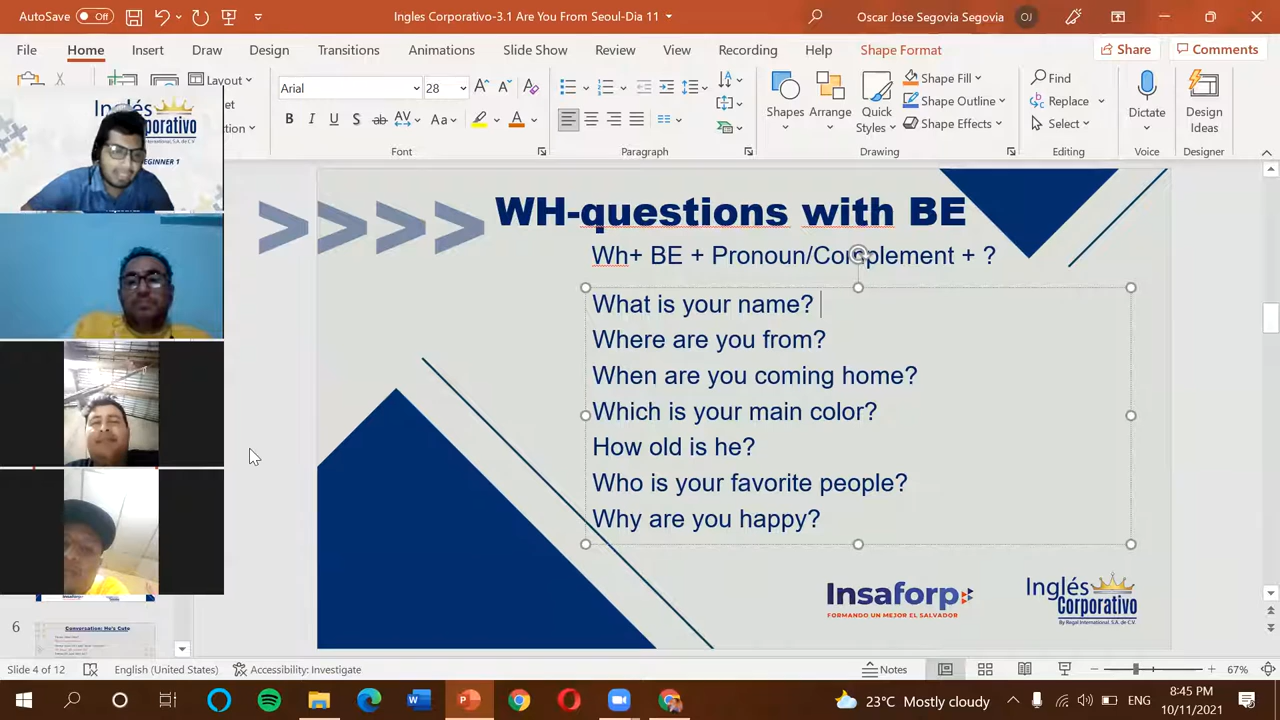 AutoSave Off
Ingles Corporativo-3.1 Are You From Seoul-Dia 11
Oscar Jose Segovia Segovia
OJ
File Home Insert Draw Design Transitions Animations Slide Show Review View Recording Help Shape Format
Share
Comments
Layout
Arial
28
Shapes
Arrange
Quick Styles
Shape Fill
Shape Outline
Shape Effects
Find
Replace
Select
Dictate
Design Ideas
Font
Paragraph
Drawing
Editing
Voice
Designer
WH-questions with BE
Wh+ BE + Pronoun/Complement + ?
What is your name?
Where are you from?
When are you coming home?
Which is your main color?
How old is he?
Who is your favorite people?
Why are you happy?
Insaforp
FORMANDO UN MEJOR EL SALVADOR
Inglés
Corporativo
By Regal International, S.A. de C.V.
6
Conversation: He's Cute
Slide 4 of 12
English (United States)
Accessibility: Investigate
Notes
67%
23°C Mostly cloudy
ENG
8:45 PM
10/11/2021